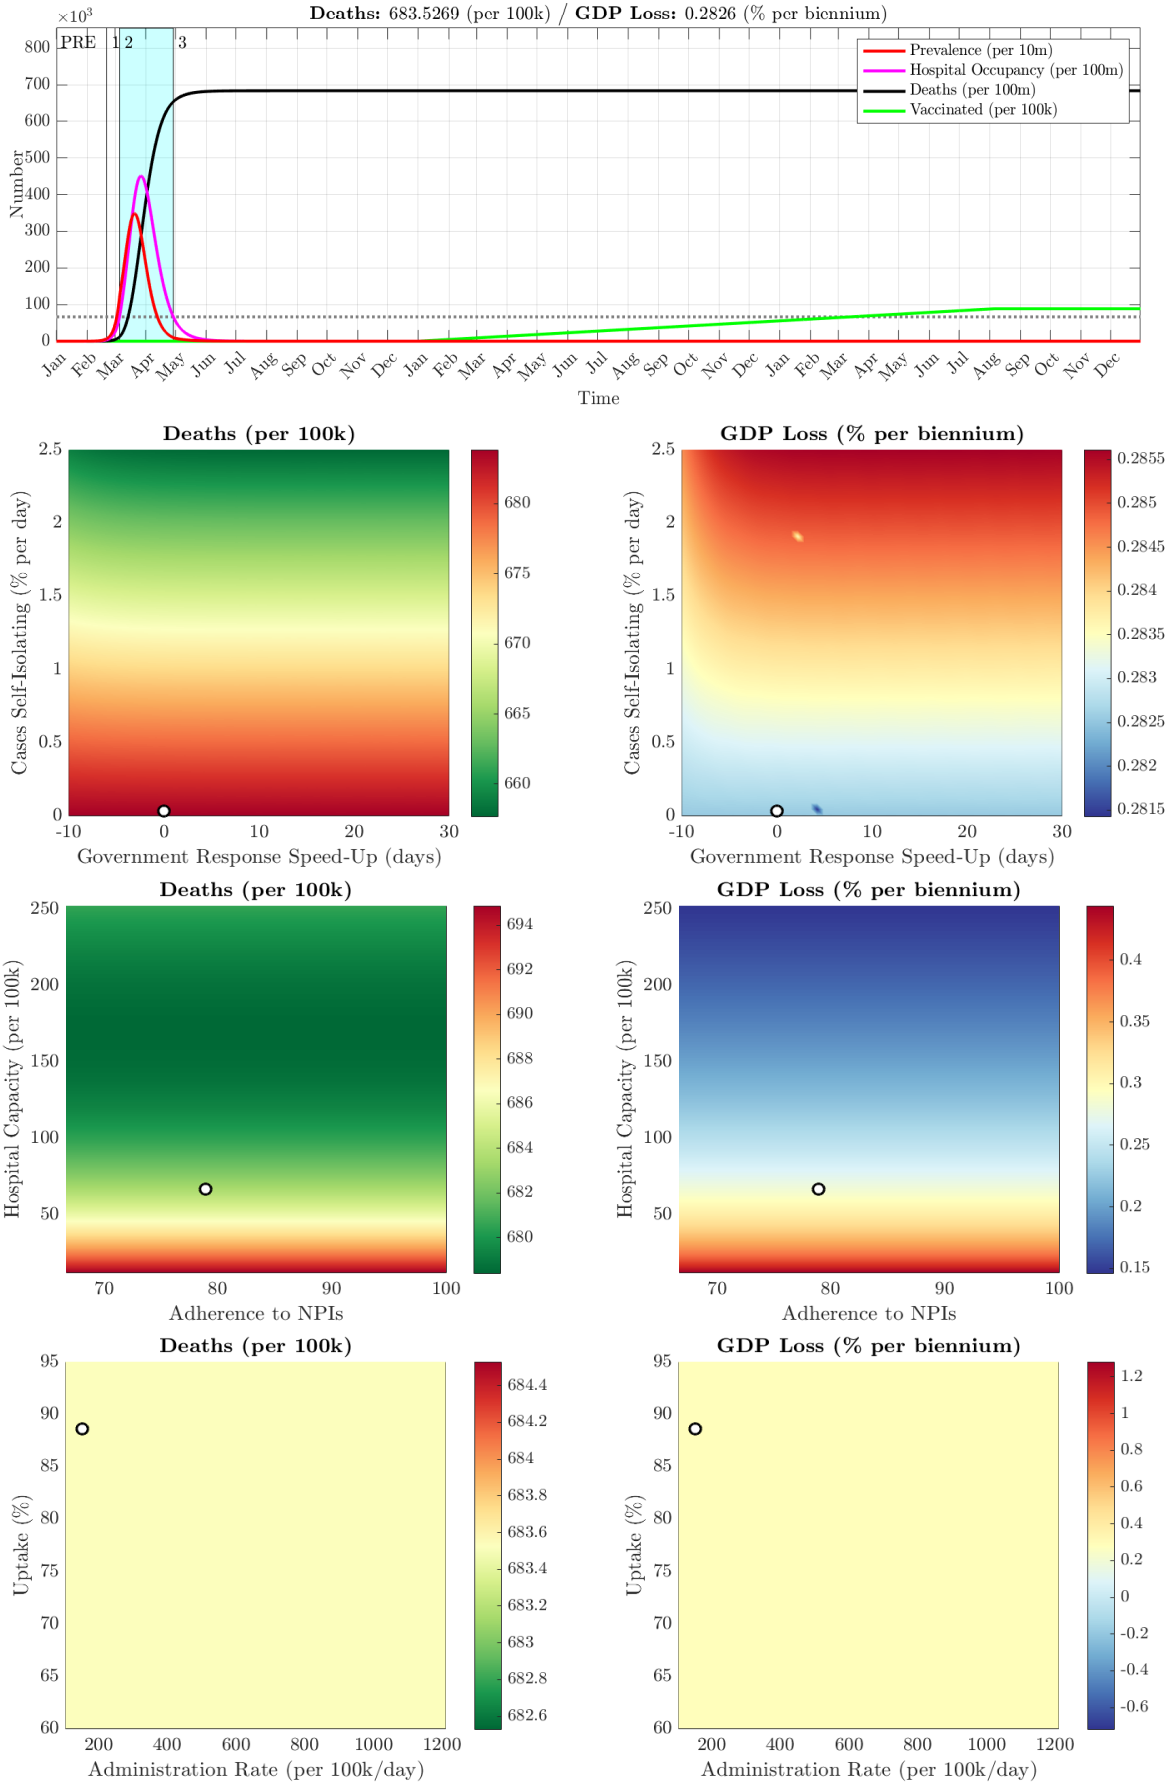 Deaths: 683.5269 (per 100k) / GDP Loss: 0.2826 (% per biennium)
×10³
PRE 1 2 3
Prevalence (per 10m)
Hospital Occupancy (per 100m)
Deaths (per 100m)
Vaccinated (per 100k)
800
700
600
500
400
300
200
100
0
Number
Jan Feb Mar Apr May Jun Jul Aug Sep Oct Nov Dec Jan Feb Mar Apr May Jun Jul Aug Sep Oct Nov Dec Jan Feb Mar Apr May Jun Jul Aug Sep Oct Nov Dec
Time
Deaths (per 100k)
2.5
2
1.5
1
0.5
0
Cases Self-Isolating (% per day)
-10 0 10 20 30
Government Response Speed-Up (days)
680
675
670
665
660
GDP Loss (% per biennium)
2.5
2
1.5
1
0.5
0
Cases Self-Isolating (% per day)
-10 0 10 20 30
Government Response Speed-Up (days)
0.2855
0.285
0.2845
0.284
0.2835
0.283
0.2825
0.282
0.2815
Deaths (per 100k)
250
200
150
100
50
Hospital Capacity (per 100k)
70 80 90 100
Adherence to NPIs
694
692
690
688
686
684
682
680
GDP Loss (% per biennium)
250
200
150
100
50
Hospital Capacity (per 100k)
70 80 90 100
Adherence to NPIs
0.4
0.35
0.3
0.25
0.2
0.15
Deaths (per 100k)
95
90
85
80
75
70
65
60
Uptake (%)
200 400 600 800 1000 1200
Administration Rate (per 100k/day)
684.4
684.2
684
683.8
683.6
683.4
683.2
683
682.8
682.6
GDP Loss (% per biennium)
95
90
85
80
75
70
65
60
Uptake (%)
200 400 600 800 1000 1200
Administration Rate (per 100k/day)
1.2
1
0.8
0.6
0.4
0.2
0
-0.2
-0.4
-0.6